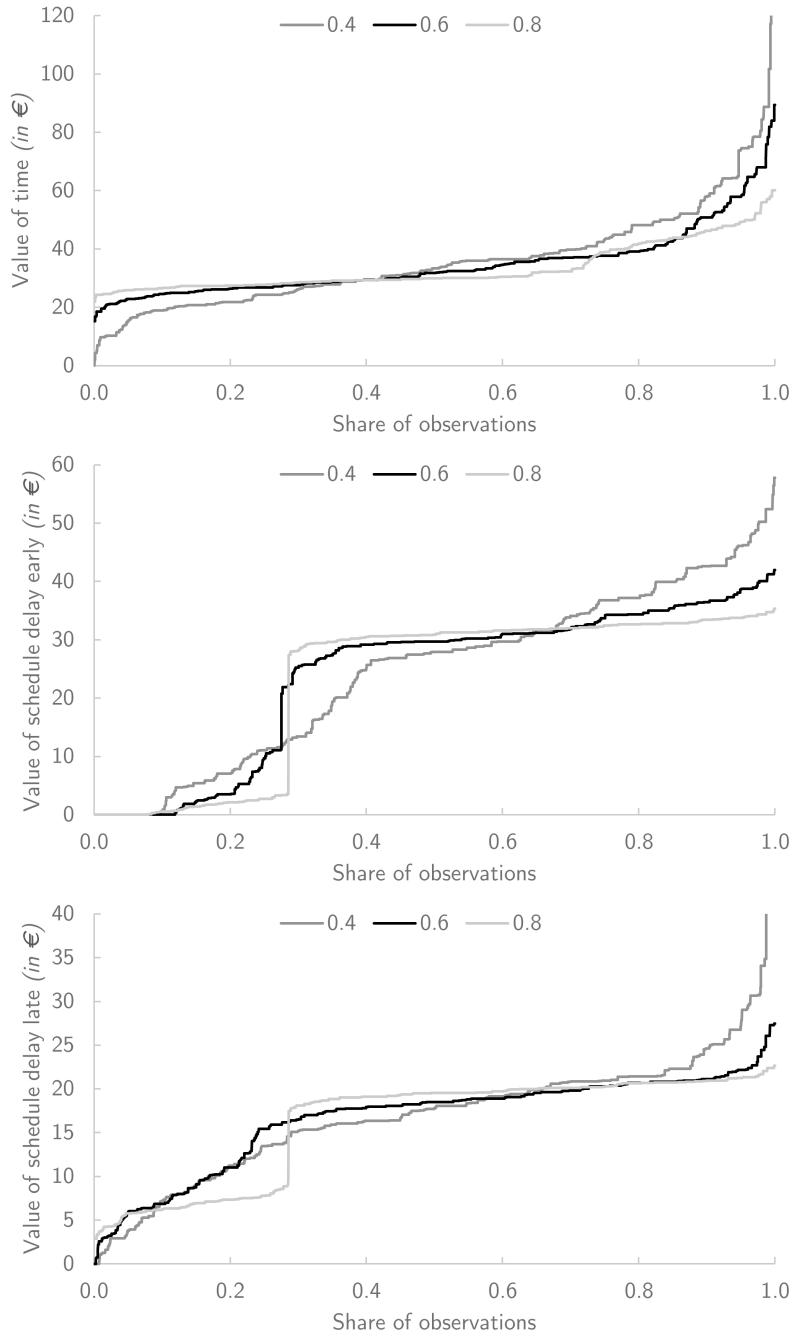 0.4 0.6 0.8
Value of time (in €)
120
100
80
60
40
20
0
0.0 0.2 0.4 0.6 0.8 1.0
Share of observations
0.4 0.6 0.8
Value of schedule delay early (in €)
60
50
40
30
20
10
0
0.0 0.2 0.4 0.6 0.8 1.0
Share of observations
0.4 0.6 0.8
Value of schedule delay late (in €)
40
35
30
25
20
15
10
5
0
0.0 0.2 0.4 0.6 0.8 1.0
Share of observations